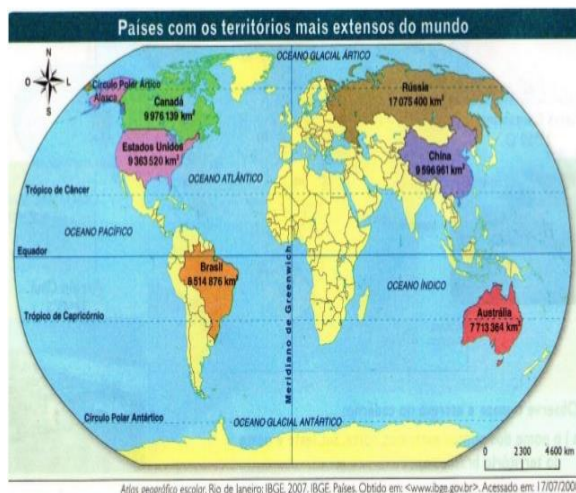 Países com os territórios mais extensos do mundo
OCEANO GLACIAL ÁRTICO
N
O
L
S
Círculo Polar Ártico
Alasca
Canadá
9 976 139 km²
Rússia
17 075 400 km²
Estados Unidos
9 363 520 km²
China
9 596 961 km²
OCEANO ATLÂNTICO
Trópico de Câncer
OCEANO PACÍFICO
Equador
Brasil
8 514 876 km²
OCEANO ÍNDICO
Meridiano de Greenwich
Trópico de Capricórnio
Austrália
7 713 364 km²
Círculo Polar Antártico
OCEANO GLACIAL ANTÁRTICO
0 2 300 4 600 km
Atlas geográfico escolar. Rio de Janeiro: IBGE, 2007. IBGE. Países. Obtido em: <www.ibge.gov.br>. Acessado em: 17/07/200